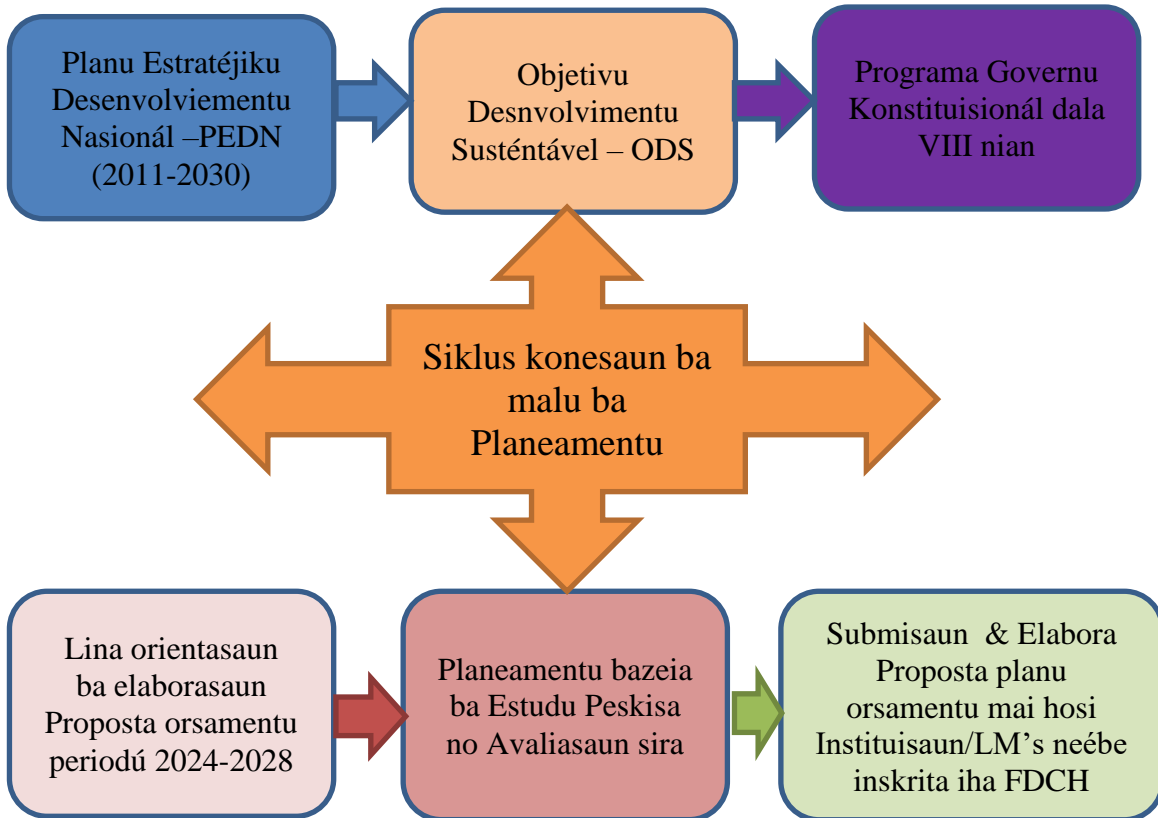 Planu Estratéjiku
Desenvolviementu
Nasionál –PEDN
(2011-2030)
Objetivu
Desnvolvimentu
Susténtável – ODS
Programa Governu
Konstituisionál dala
VIII nian
Siklus konesaun ba
malu ba
Planeamentu
Lina orientasaun
ba elaborasaun
Proposta orsamentu
periodú 2024-2028
Planeamentu bazeia
ba Estudu Peskisa
no Avaliasaun sira
Submisaun & Elabora
Proposta planu
orsamentu mai hosi
Instituisaun/LM’s neébe
inskrita iha FDCH